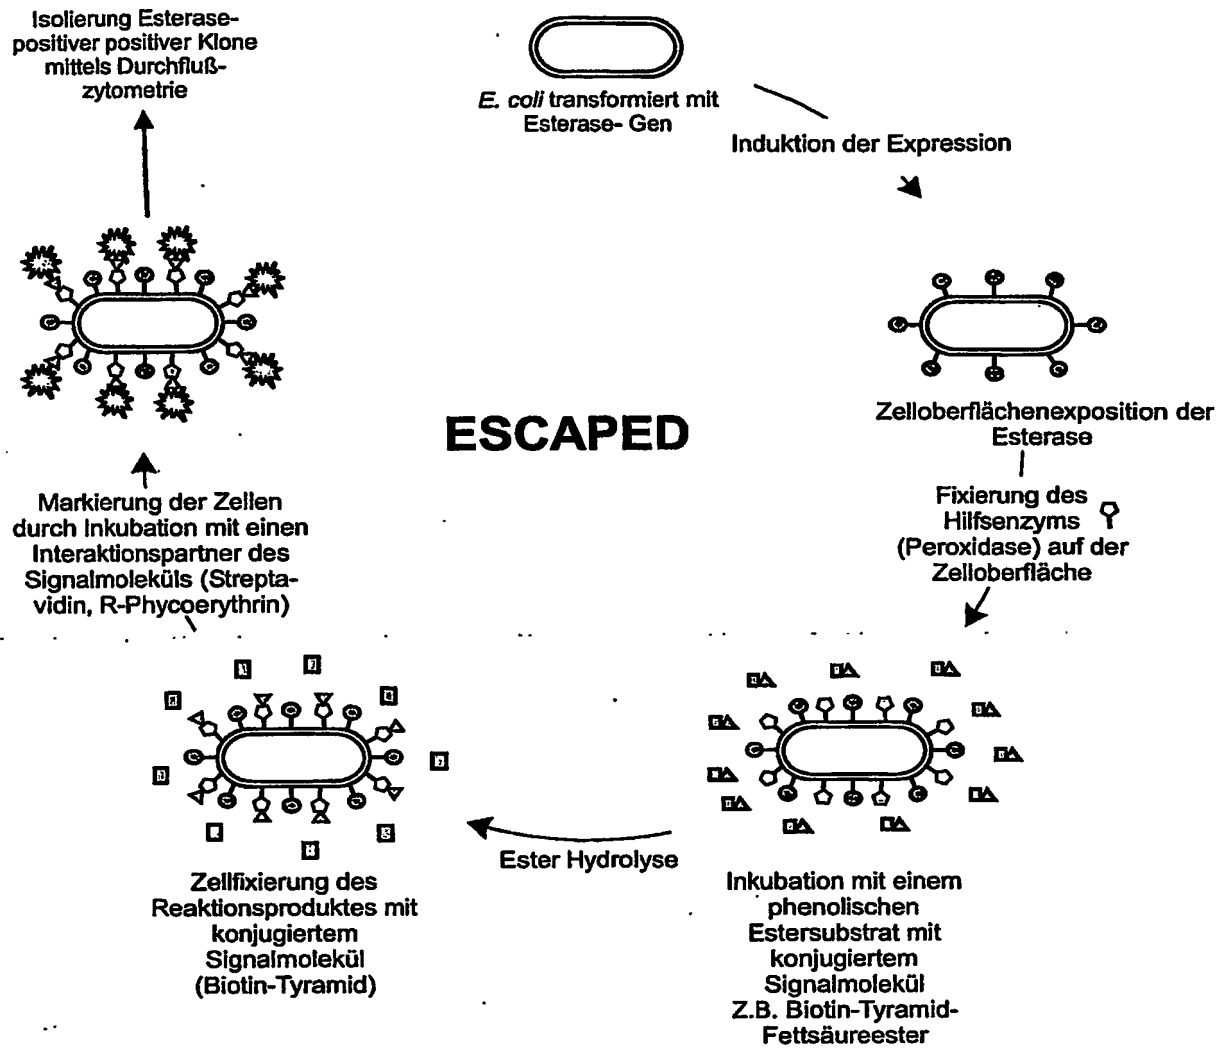 Isolierung Esterase-
positiver positiver Klone
mittels Durchfluß-
zytometrie
E. coli transformiert mit
Esterase- Gen
Induktion der Expression
Zelloberflächenexposition der
Esterase
Fixierung des
Hilfsenzyms
(Peroxidase) auf der
Zelloberfläche
ESCAPED
Markierung der Zellen
durch Inkubation mit einen
Interaktionspartner des
Signalmoleküls (Strepta-
vidin, R-Phycoerythrin)
Ester Hydrolyse
Zellfixierung des
Reaktionsproduktes mit
konjugiertem
Signalmolekül
(Biotin-Tyramid)
Inkubation mit einem
phenolischen
Estersubstrat mit
konjugiertem
Signalmolekül
Z.B. Biotin-Tyramid-
Fettsäureester